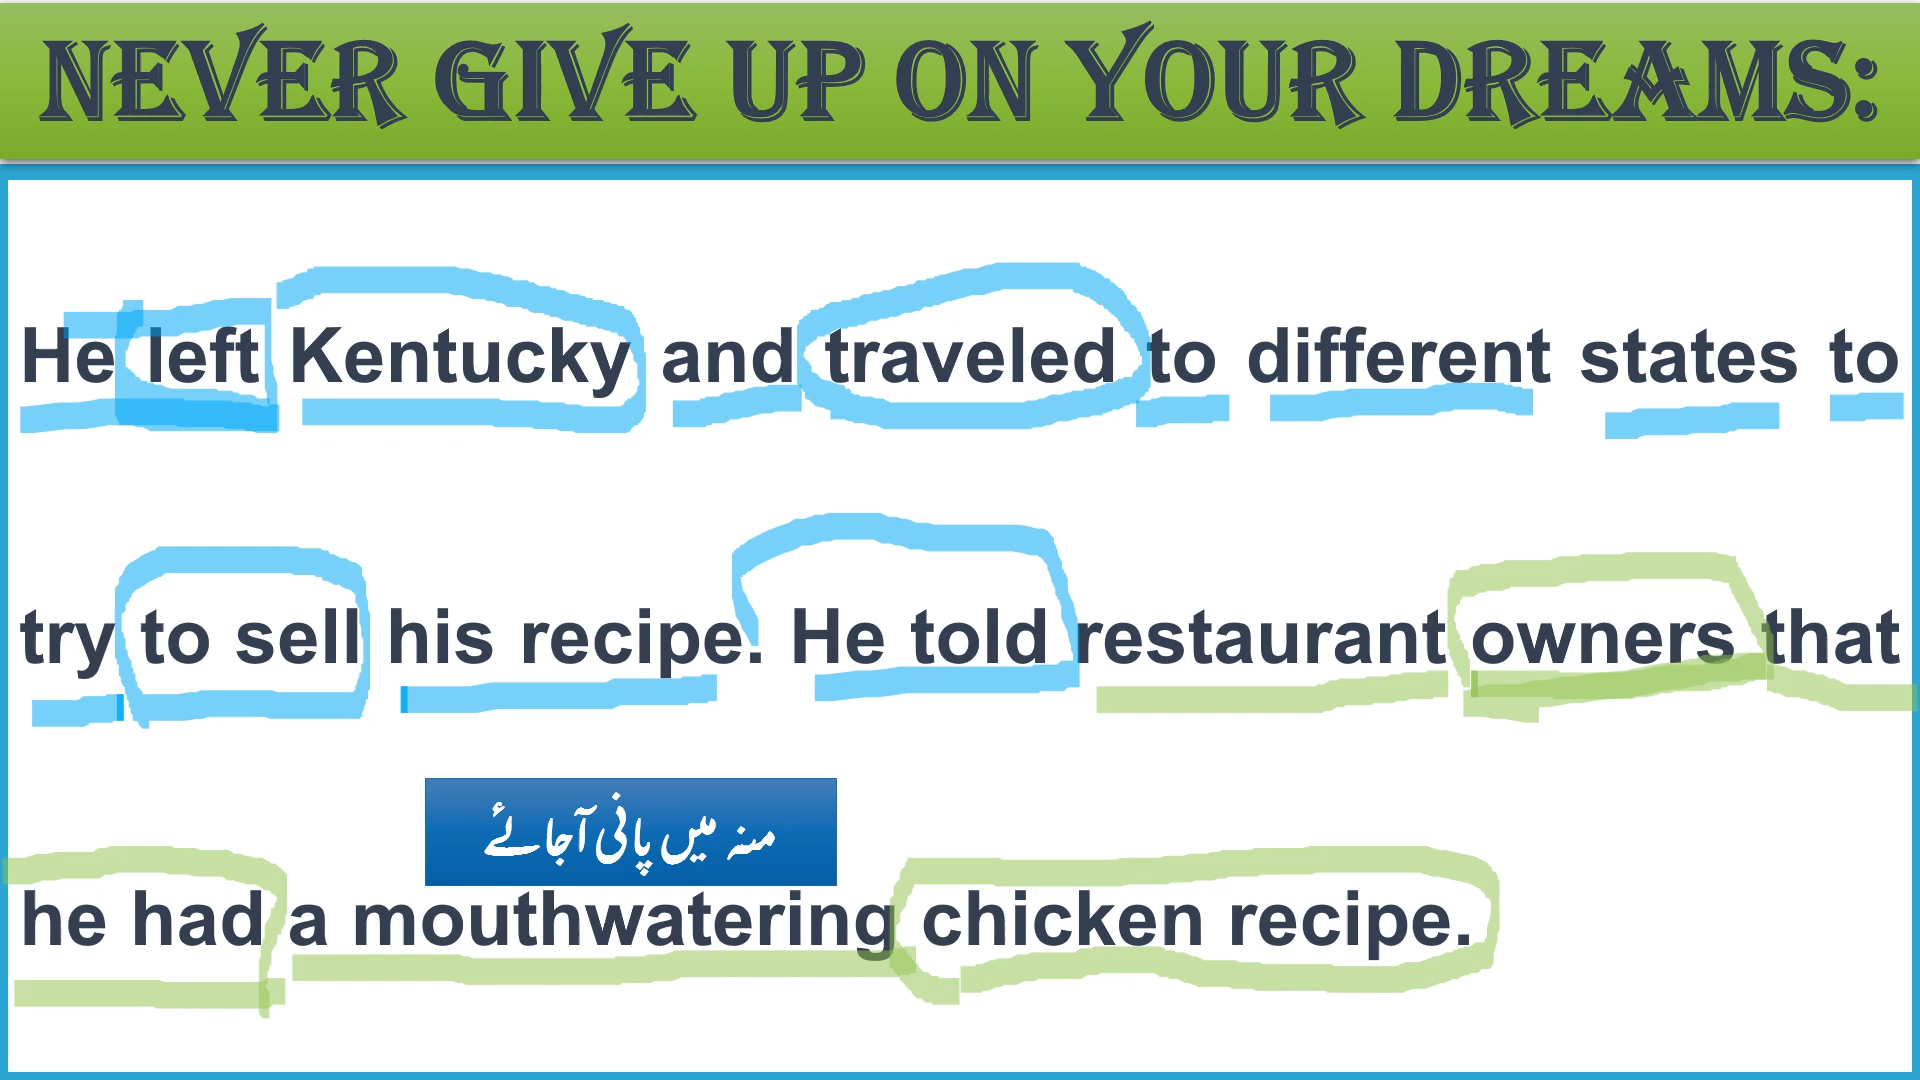 NEVER GIVE UP ON YOUR DREAMS:
He left Kentucky and traveled to different states to
try to sell his recipe. He told restaurant owners that
منہ میں پانی آجائے
he had a mouthwatering chicken recipe.